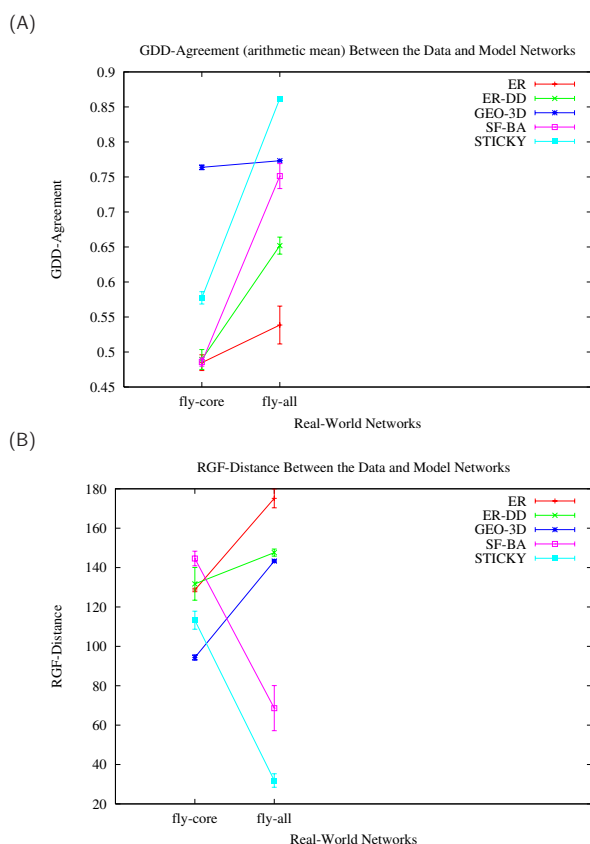 (A)
GDD-Agreement (arithmetic mean) Between the Data and Model Networks
0.9
0.85
0.8
0.75
0.7
0.65
0.6
0.55
0.5
0.45
GDD-Agreement
ER
ER-DD
GEO-3D
SF-BA
STICKY
fly-core fly-all
Real-World Networks
(B)
RGF-Distance Between the Data and Model Networks
180
160
140
120
100
80
60
40
20
RGF-Distance
ER
ER-DD
GEO-3D
SF-BA
STICKY
fly-core fly-all
Real-World Networks